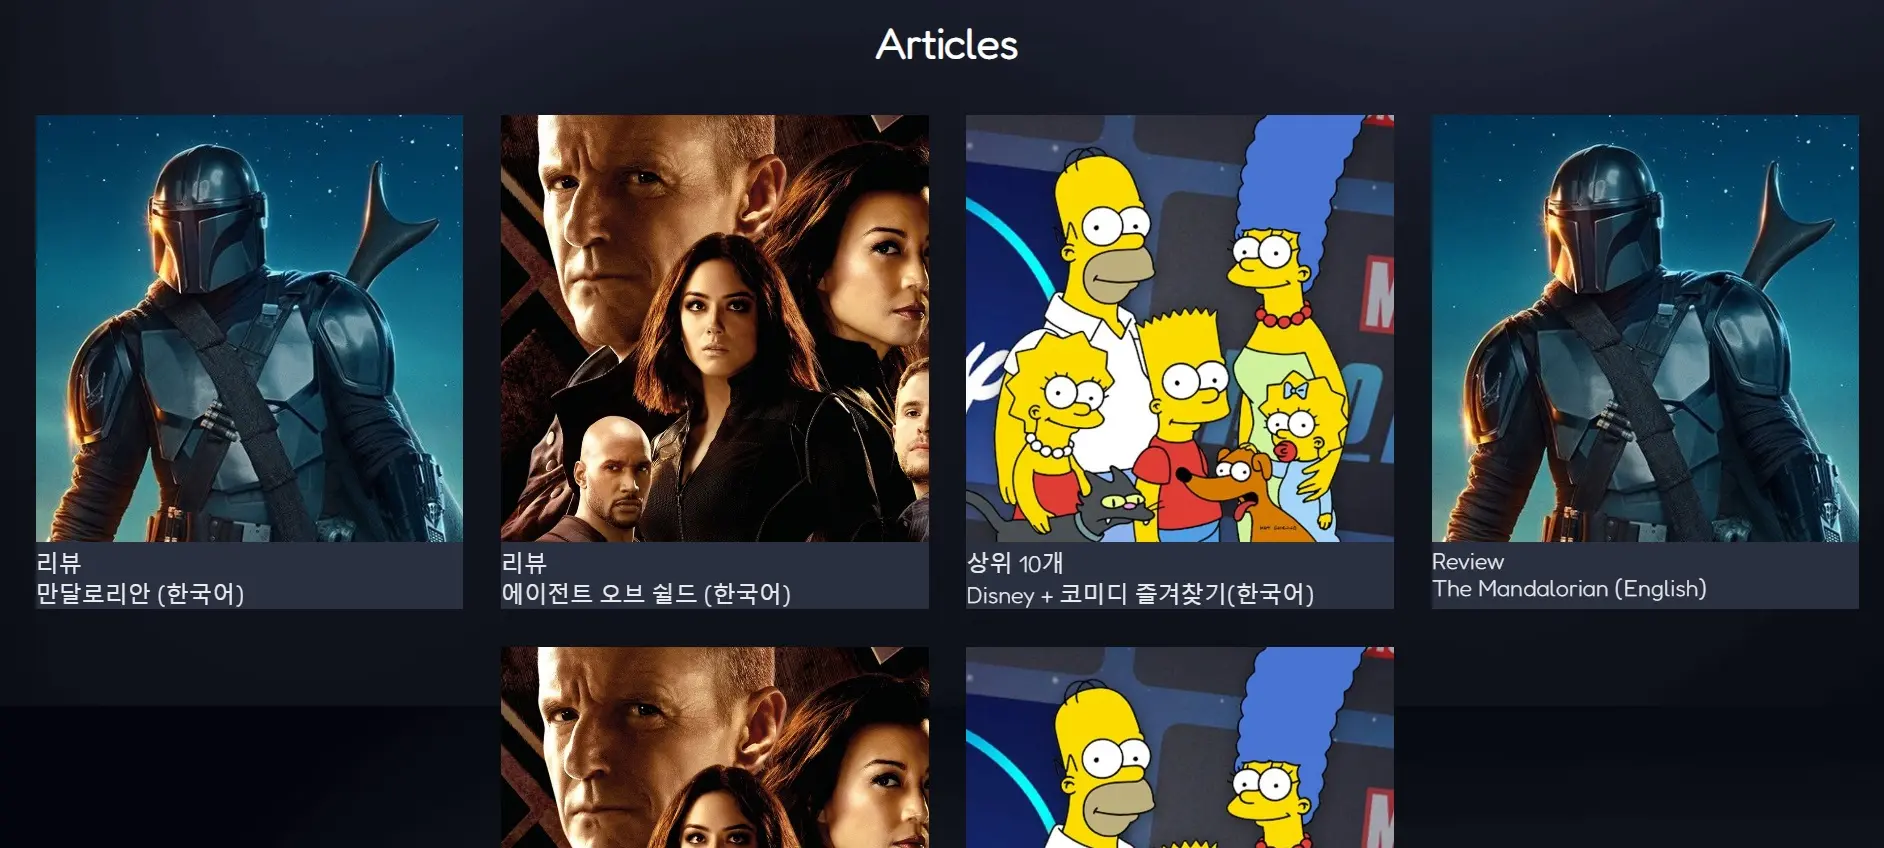 Articles
리뷰
만달로리안 (한국어)
리뷰
에이전트 오브 쉴드 (한국어)
상위 10개
Disney + 코미디 즐겨찾기(한국어)
Review
The Mandalorian (English)